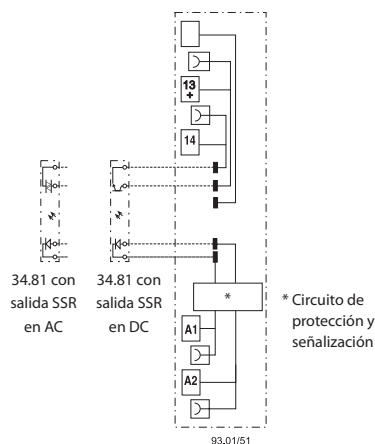 13
+
14
34.81 con
salida SSR
en AC
34.81 con
salida SSR
en DC
*
* Circuito de
protección y
señalización
A1
A2
93.01/51